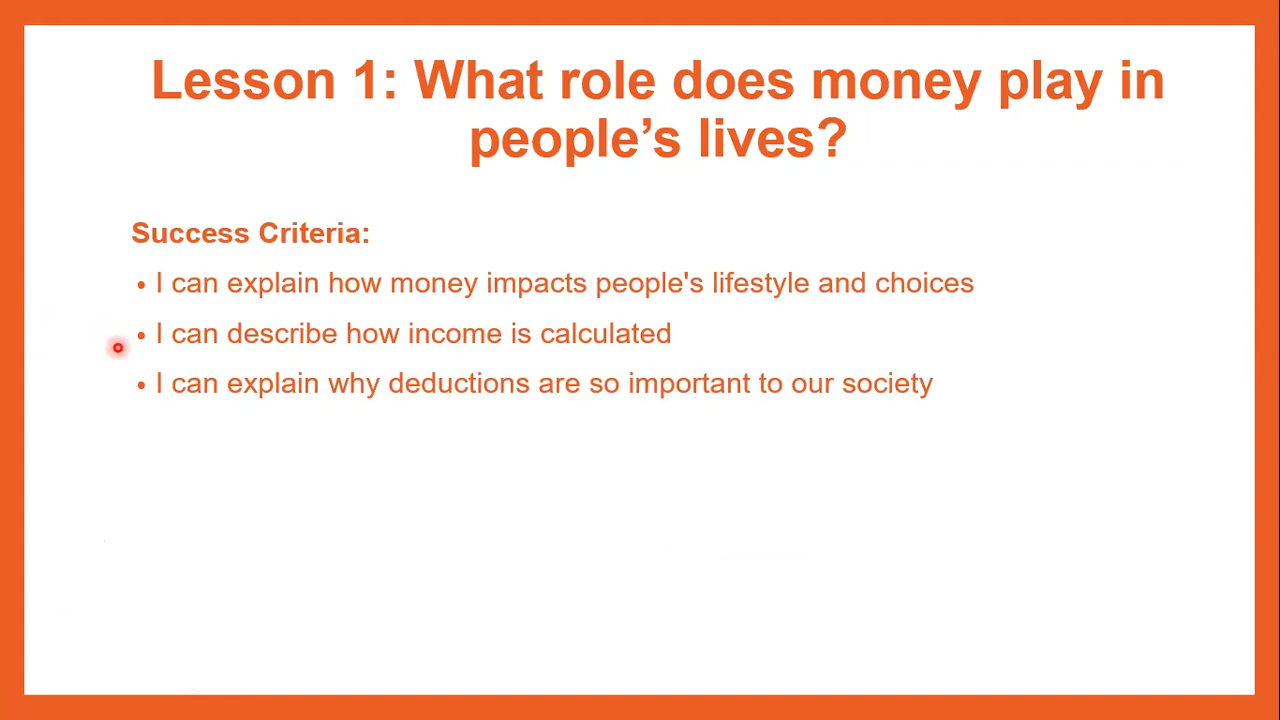 Lesson 1: What role does money play in
people’s lives?
Success Criteria:
• I can explain how money impacts people's lifestyle and choices
• I can describe how income is calculated
• I can explain why deductions are so important to our society